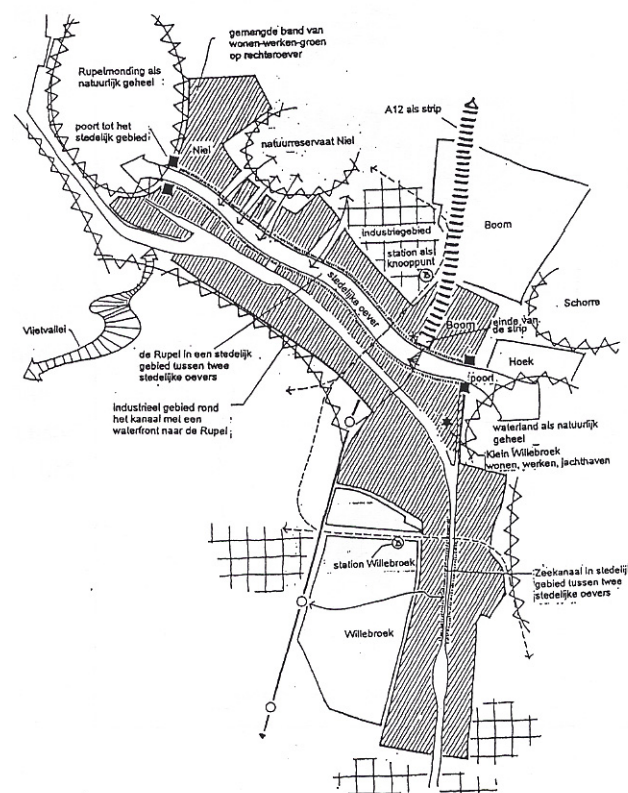 gemengde band van
wonen-werken-groen
op rechteroever
Rupelmonding als
natuurlijk geheel
A12 als strip
poort tot het
stedelijk gebied
Niel
natuurreservaat Niel
Boom
industriegebied
station als
knooppunt
stedelijke oever
Schorre
Vlietvallei
Boom
einde van
de strip
Hoek
de Rupel in een stedelijk
gebied tussen twee
stedelijke oevers
poort
Industrieel gebied rond
het kanaal met een
waterfront naar de Rupel
waterland als natuurlijk
geheel
Klein Willebroek
wonen, werken, jachthaven
station Willebroek
Zeekanaal in stedelij
gebied tussen twee
stedelijke oevers
Willebroek